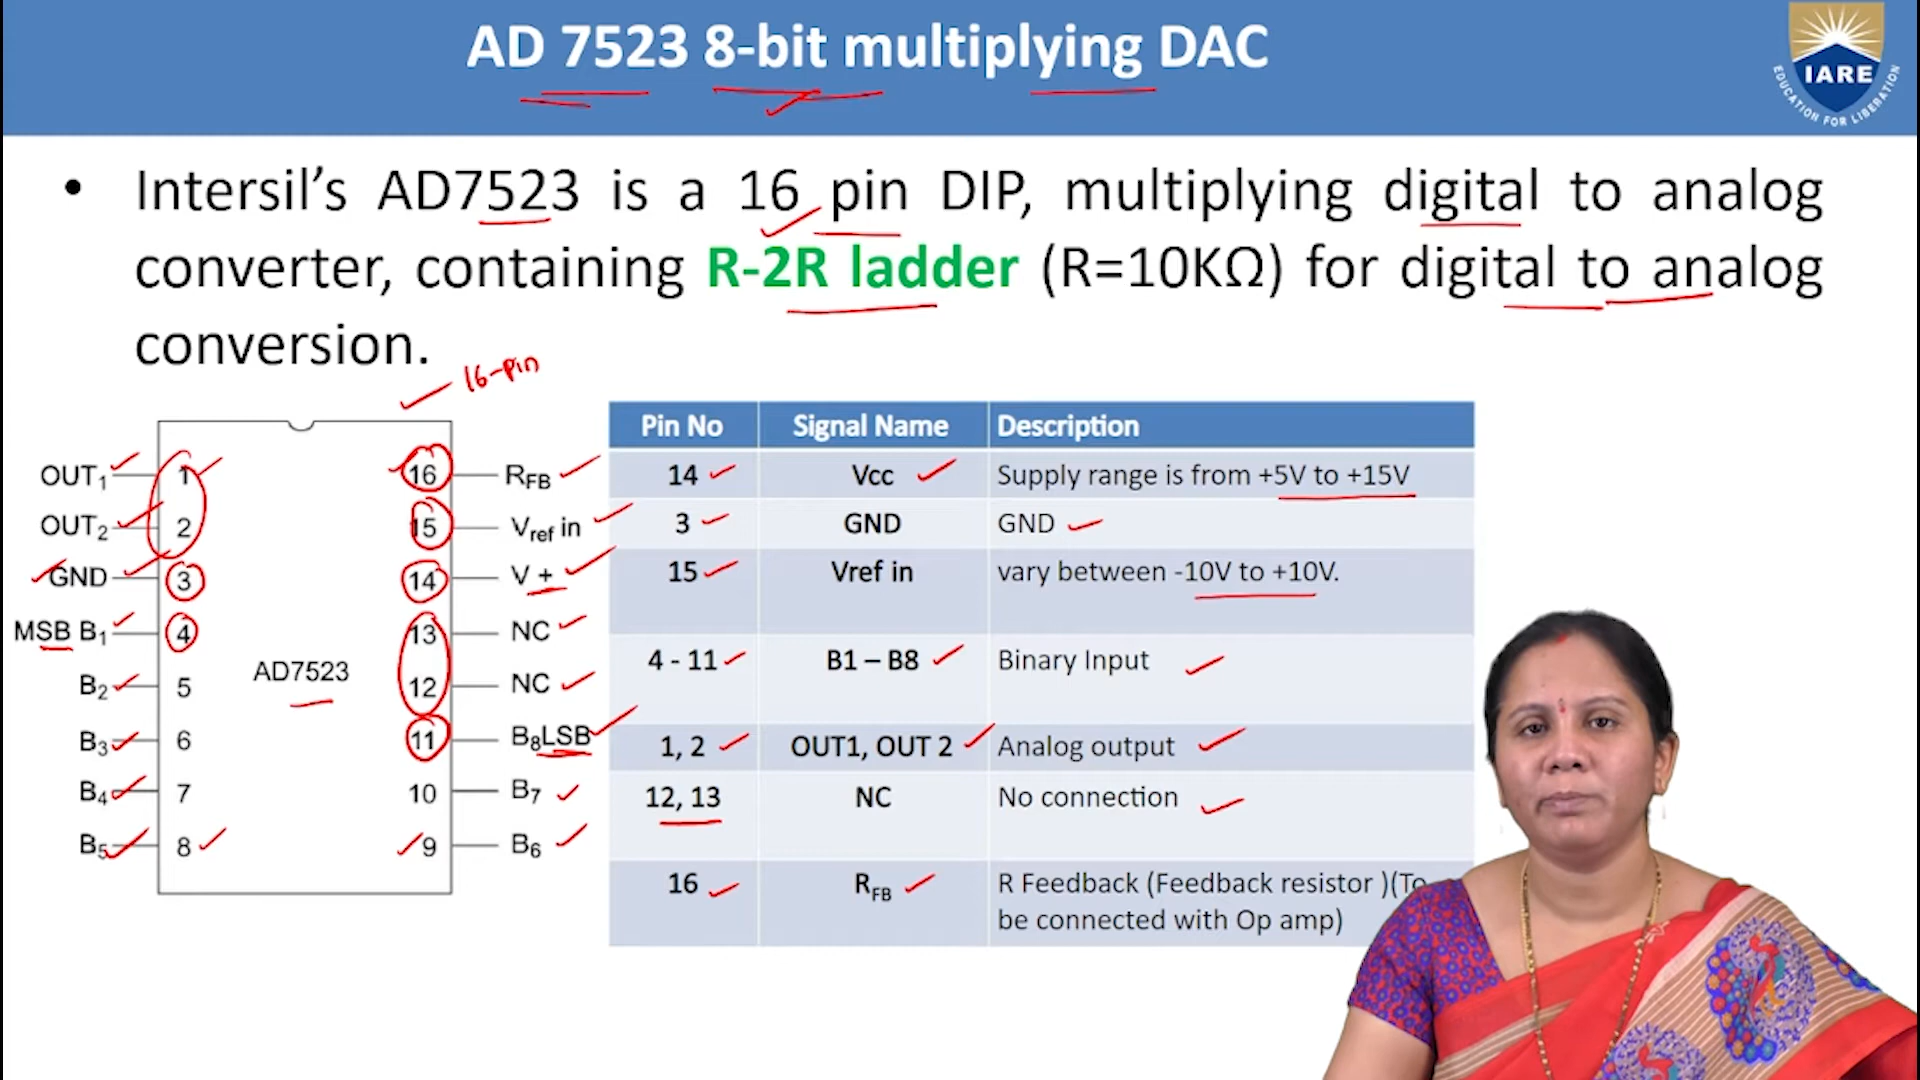 AD 7523 8-bit multiplying DAC
IARE
EDUCATION FOR LIBERATION
• Intersil’s AD7523 is a 16 pin DIP, multiplying digital to analog
converter, containing R-2R ladder (R=10KΩ) for digital to analog
conversion.
16-pin
OUT1 1 16 RFB
OUT2 2 15 Vref in
GND 3 14 V +
MSB B1 4 13 NC
AD7523
B2 5 12 NC
B3 6 11 B8LSB
B4 7 10 B7
B5 8 9 B6
Pin No Signal Name Description
14 Vcc Supply range is from +5V to +15V
3 GND GND
15 Vref in vary between -10V to +10V.
4 - 11 B1 – B8 Binary Input
1, 2 OUT1, OUT 2 Analog output
12, 13 NC No connection
16 RFB R Feedback (Feedback resistor )(To
be connected with Op amp)